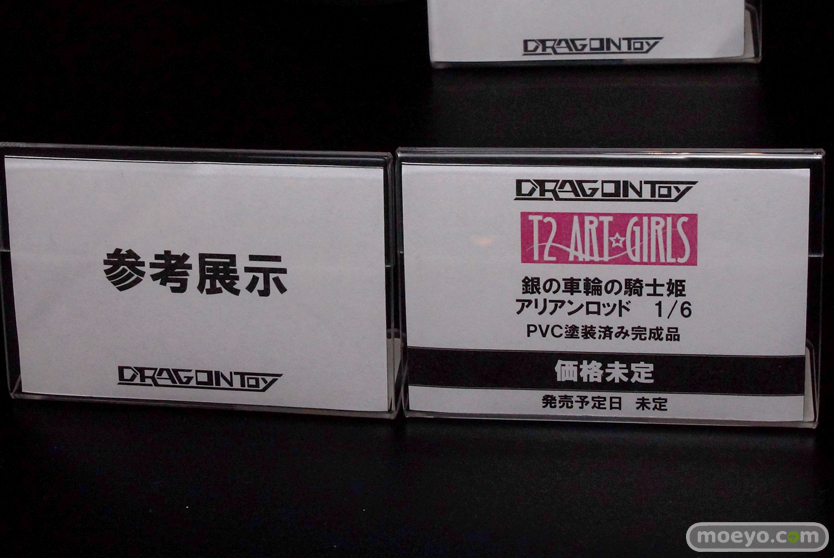 DRAGONTOY
参考展示
DRAGONTOY
DRAGONTOY
T2 ART☆GIRLS
銀の車輪の騎士姫
アリアンロッド 1/6
PVC塗装済み完成品
価格未定
発売予定日 未定
moeyo.com